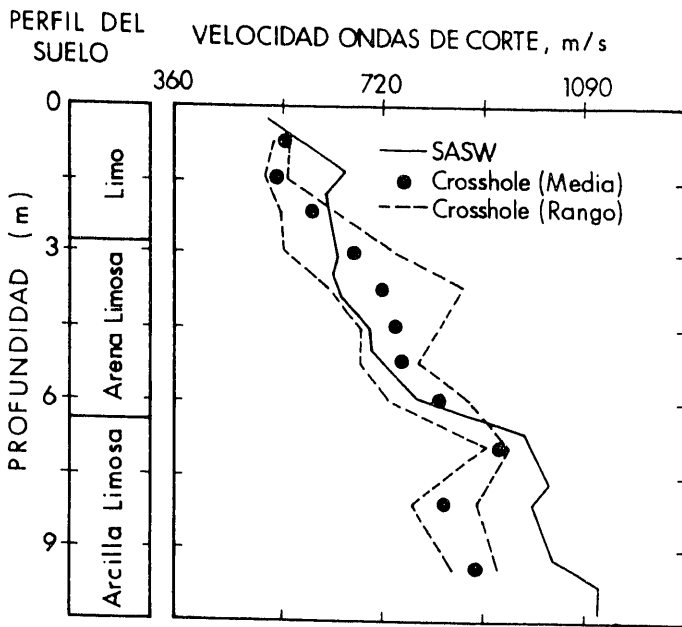 PERFIL DEL
SUELO
VELOCIDAD ONDAS DE CORTE, m/s
360
720
1090
0
3
6
9
PROFUNDIDAD (m)
Limo
Arena Limosa
Arcilla Limosa
SASW
Crosshole (Media)
Crosshole (Rango)